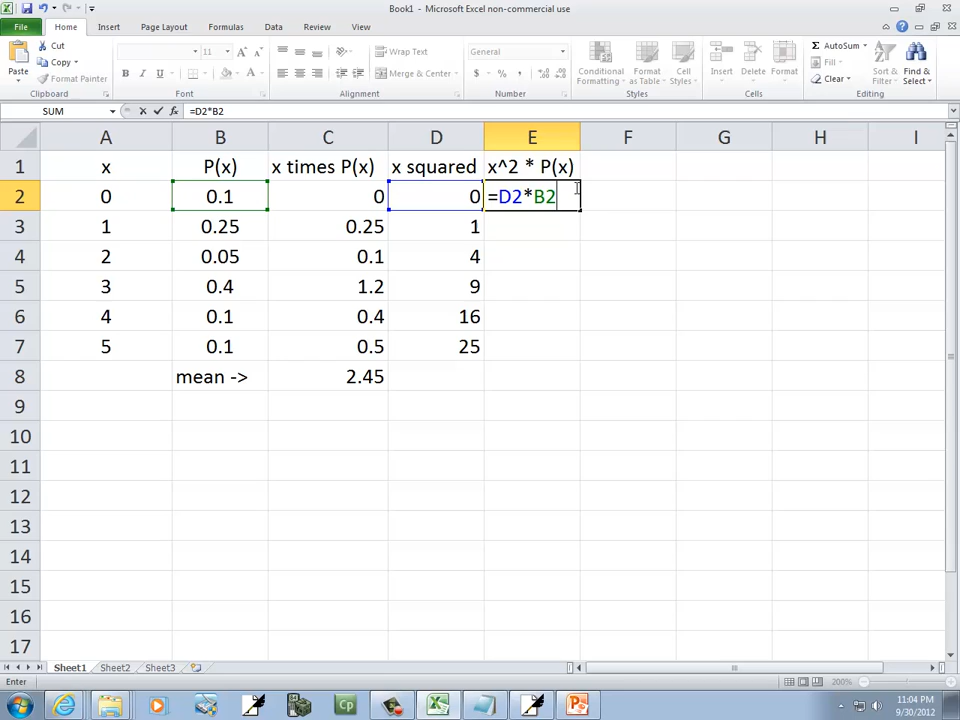 Book1 - Microsoft Excel non-commercial use
File Home Insert Page Layout Formulas Data Review View
Cut
Copy
Format Painter
Paste
Clipboard
11
A A
B I U
Font
Wrap Text
Merge & Center
Alignment
General
$ % ,
Number
Conditional Formatting
Format as Table
Cell Styles
Styles
Insert
Delete
Format
Cells
AutoSum
Fill
Clear
Sort & Filter
Find & Select
Editing
SUM fx =D2*B2
A B C D E F G H I
1 x P(x) x times P(x) x squared x^2 * P(x)
2 0 0.1 0 0 =D2*B2
3 1 0.25 0.25 1
4 2 0.05 0.1 4
5 3 0.4 1.2 9
6 4 0.1 0.4 16
7 5 0.1 0.5 25
8 mean -> 2.45
9
10
11
12
13
14
15
16
17
Sheet1 Sheet2 Sheet3
Enter 200%
Cp
11:04 PM
9/30/2012